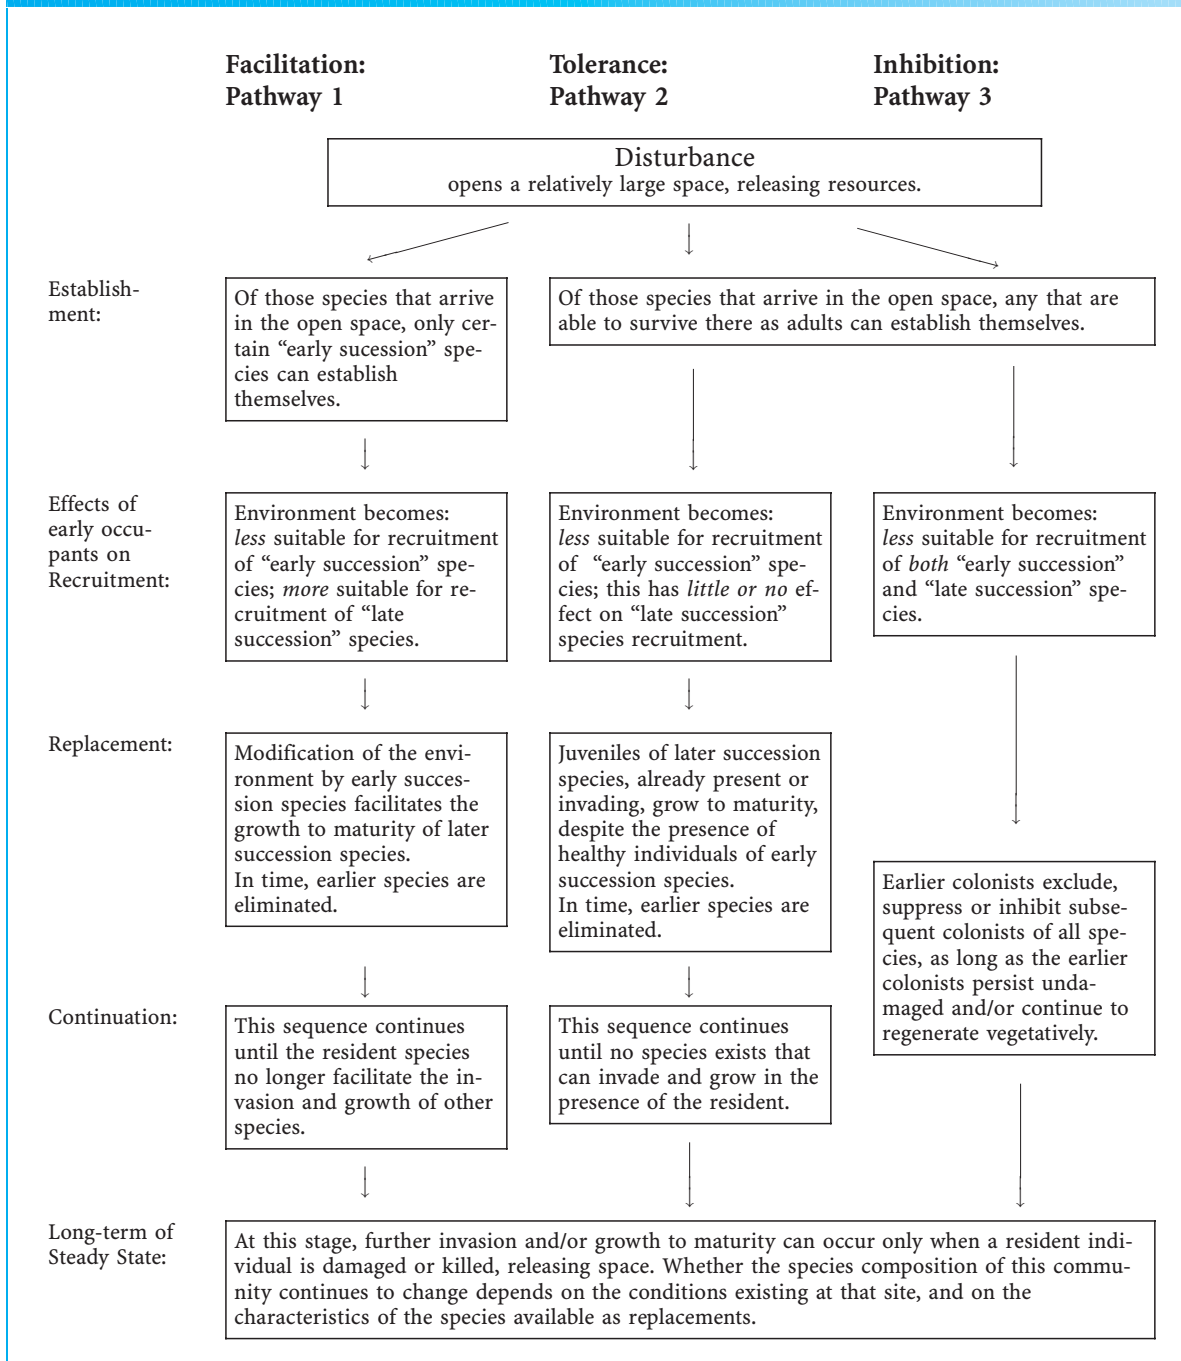 Facilitation:
Pathway 1
Tolerance:
Pathway 2
Inhibition:
Pathway 3
Disturbance
opens a relatively large space, releasing resources.
Establish-
ment:
Of those species that arrive
in the open space, only cer-
tain “early sucession” spe-
cies can establish
themselves.
Of those species that arrive in the open space, any that are
able to survive there as adults can establish themselves.
Effects of
early occu-
pants on
Recruitment:
Environment becomes:
less suitable for recruitment
of “early succession” spe-
cies; more suitable for re-
cruitment of “late
succession” species.
Environment becomes:
less suitable for recruitment
of “early succession” spe-
cies; this has little or no ef-
fect on “late succession”
species recruitment.
Environment becomes:
less suitable for recruitment
of both “early succession”
and “late succession” spe-
cies.
Replacement:
Modification of the envi-
ronment by early succes-
sion species facilitates the
growth to maturity of later
succession species.
In time, earlier species are
eliminated.
Juveniles of later succession
species, already present or
invading, grow to maturity,
despite the presence of
healthy individuals of early
succession species.
In time, earlier species are
eliminated.
Earlier colonists exclude,
suppress or inhibit subse-
quent colonists of all spe-
cies, as long as the earlier
colonists persist unda-
maged and/or continue to
regenerate vegetatively.
Continuation:
This sequence continues
until the resident species
no longer facilitate the in-
vasion and growth of other
species.
This sequence continues
until no species exists that
can invade and grow in the
presence of the resident.
Long-term of
Steady State:
At this stage, further invasion and/or growth to maturity can occur only when a resident indi-
vidual is damaged or killed, releasing space. Whether the species composition of this commu-
nity continues to change depends on the conditions existing at that site, and on the
characteristics of the species available as replacements.